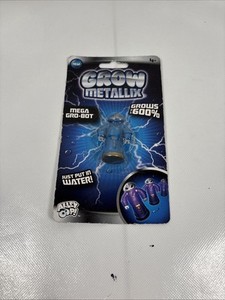 GROW
METALLIX
MEGA
GRO-BOT
GROWS
600%
JUST PUT IN
WATER!